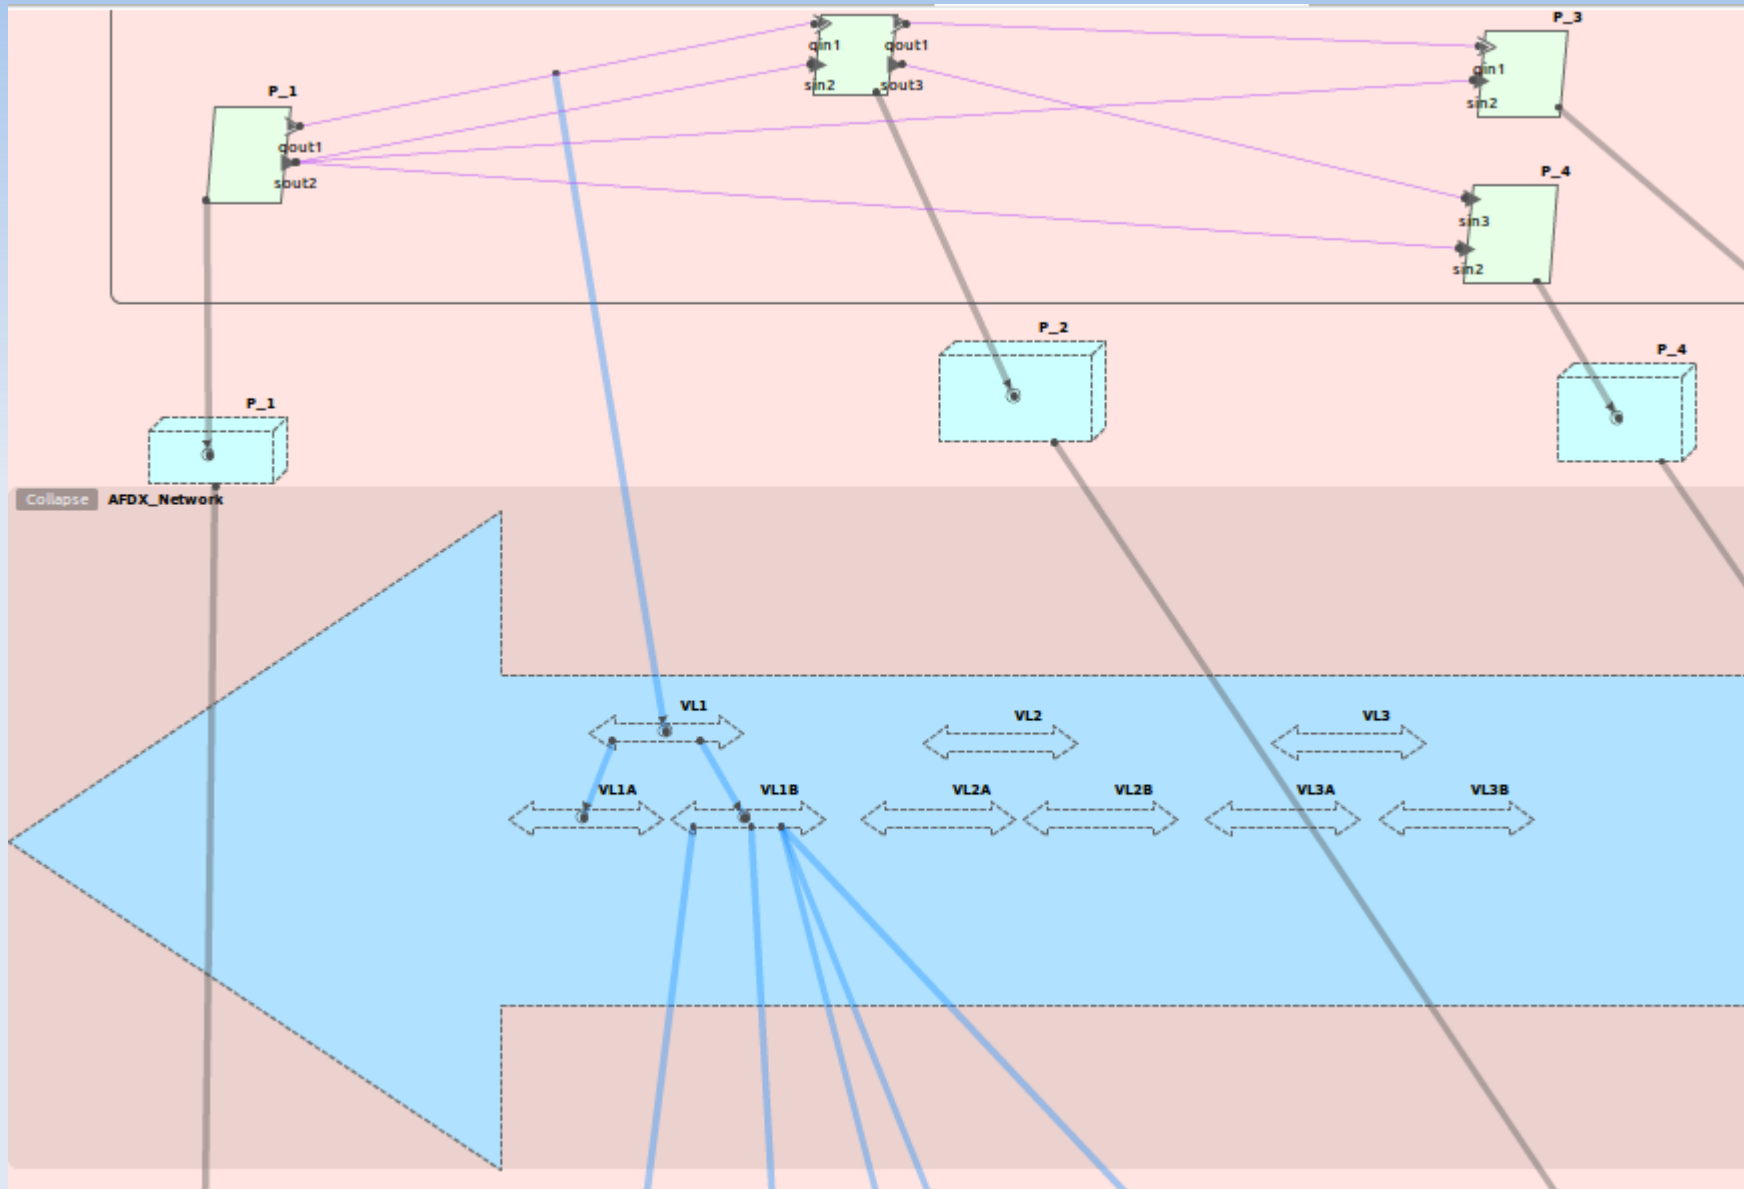 P_3
qin1
qout1
qin1
sin2
sout3
P_1
sin2
qout1
P_4
sout2
sin3
sin2
P_2
P_4
P_1
Collapse AFDX_Network
VL1
VL2
VL3
VL1A
VL1B
VL2A
VL2B
VL3A
VL3B